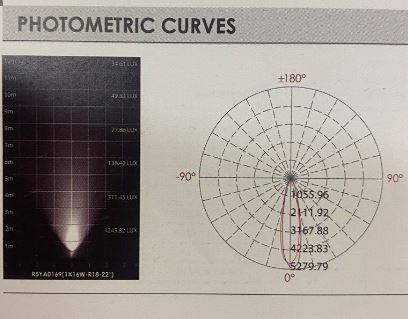 PHOTOMETRIC CURVES
34.61 LUX
11m
10m 49.83 LUX
9m
8m 77.86 LUX
7m
6m 138.42 LUX
5m
4m 311.45 LUX
3m
2m 1245.82 LUX
1m
RSYAD169(1X16W-R18-22°)
±180°
-90° 90°
1055.96
2111.92
3167.88
4223.83
5279.79
0°